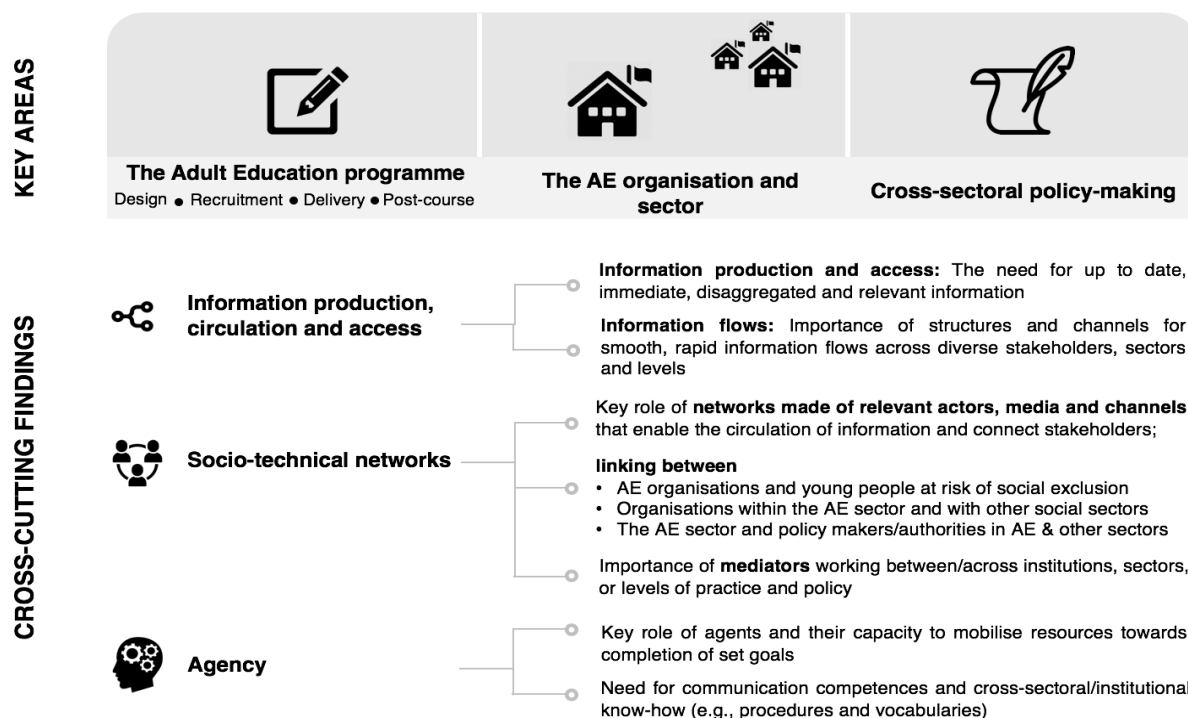 KEY AREAS
The Adult Education programme
Design ● Recruitment ● Delivery ● Post-course
The AE organisation and
sector
Cross-sectoral policy-making
CROSS-CUTTING FINDINGS
Information production,
circulation and access
Information production and access: The need for up to date,
immediate, disaggregated and relevant information
Information flows: Importance of structures and channels for
smooth, rapid information flows across diverse stakeholders, sectors
and levels
Socio-technical networks
Key role of networks made of relevant actors, media and channels
that enable the circulation of information and connect stakeholders;
linking between
• AE organisations and young people at risk of social exclusion
• Organisations within the AE sector and with other social sectors
• The AE sector and policy makers/authorities in AE & other sectors
Importance of mediators working between/across institutions, sectors,
or levels of practice and policy
Agency
Key role of agents and their capacity to mobilise resources towards
completion of set goals
Need for communication competences and cross-sectoral/institutional
know-how (e.g., procedures and vocabularies)